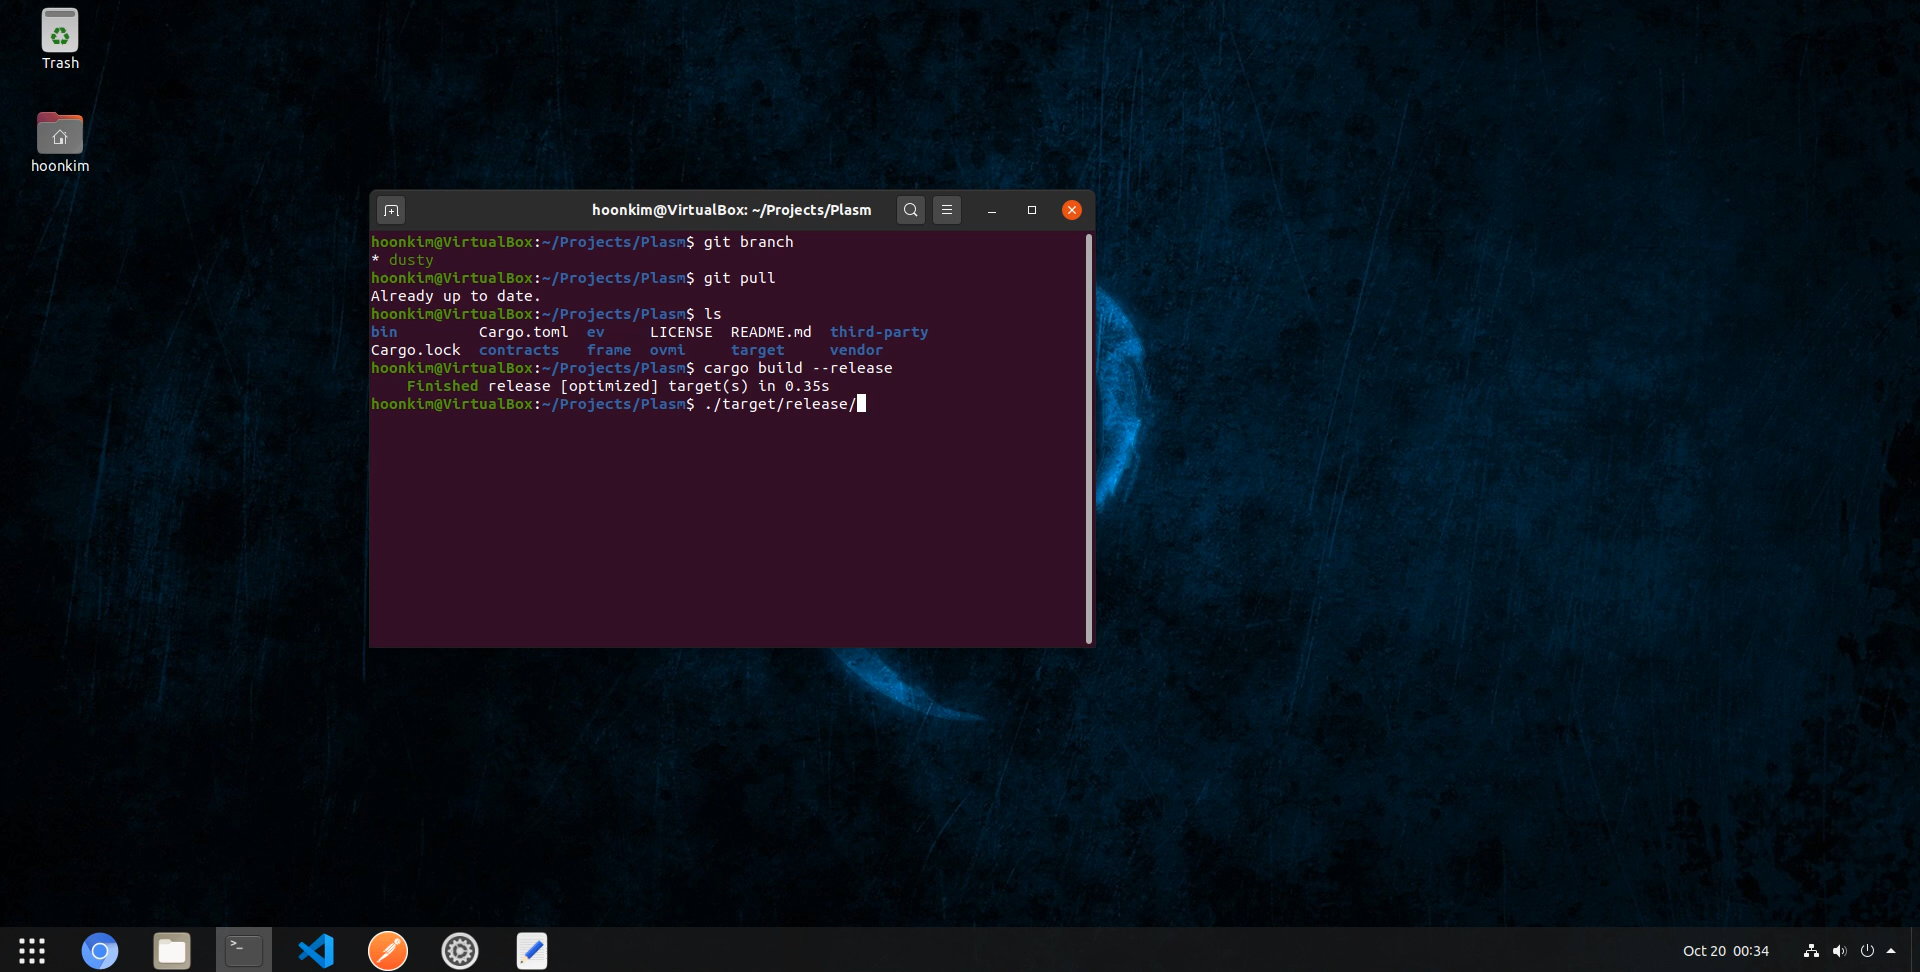 Trash
hoonkim
hoonkim@VirtualBox: ~/Projects/Plasm
hoonkim@VirtualBox:~/Projects/Plasm$ git branch
* dusty
hoonkim@VirtualBox:~/Projects/Plasm$ git pull
Already up to date.
hoonkim@VirtualBox:~/Projects/Plasm$ ls
bin         Cargo.toml  ev     LICENSE  README.md  third-party
Cargo.lock  contracts   frame  ovmi     target     vendor
hoonkim@VirtualBox:~/Projects/Plasm$ cargo build --release
    Finished release [optimized] target(s) in 0.35s
hoonkim@VirtualBox:~/Projects/Plasm$ ./target/release/
>_
Oct 20 00:34